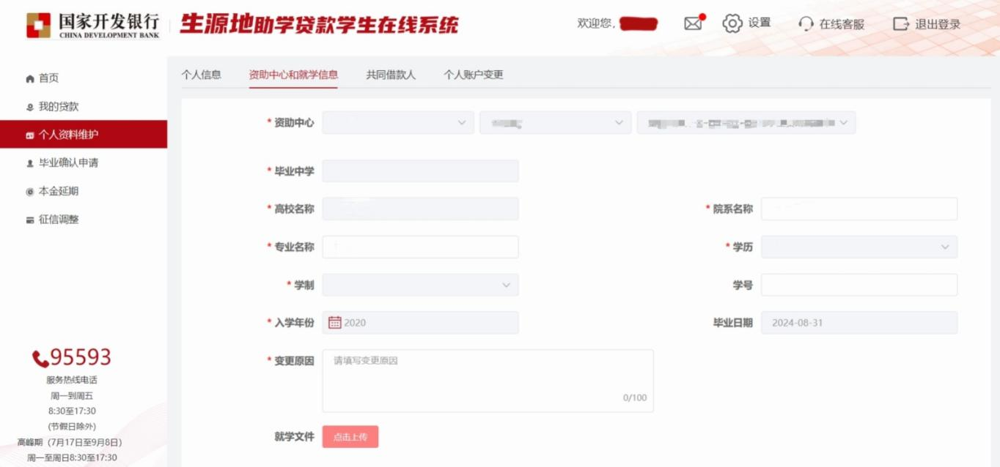 国家开发银行
CHINA DEVELOPMENT BANK
生源地助学贷款学生在线系统
欢迎您,
设置
在线客服
退出登录
首页
我的贷款
个人资料维护
毕业确认申请
本金延期
征信调整
95593
服务热线电话
周一到周五
8:30至17:30
(节假日除外)
高峰期（7月17日至9月8日）
周一至周日8:30至17:30
个人信息 资助中心和就学信息 共同借款人 个人账户变更
* 资助中心
* 毕业中学
* 高校名称 * 院系名称
* 专业名称 * 学历
* 学制 学号
* 入学年份 2020 毕业日期 2024-08-31
* 变更原因 请填写变更原因
0/100
就学文件 点击上传